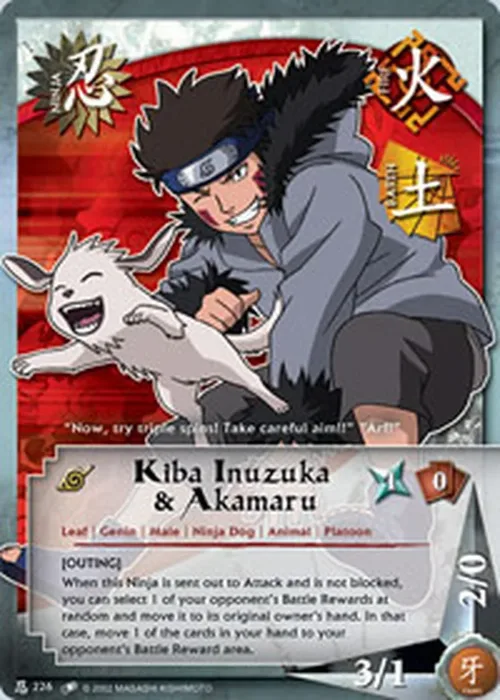 NINJA
忍
FIRE
火
EARTH
土
"Now, try triple spins! Take careful aim!!" "Arf!"
Kiba Inuzuka
& Akamaru
1
0
Leaf | Genin | Male | Ninja Dog | Animal | Platoon
[OUTING]
When this Ninja is sent out to Attack and is not blocked,
you can select 1 of your opponent's Battle Rewards at
random and move it to its original owner's hand. In that
case, move 1 of the cards in your hand to your
opponent's Battle Reward area.
2/0
3/1
牙
226
© 2002 MASASHI KISHIMOTO